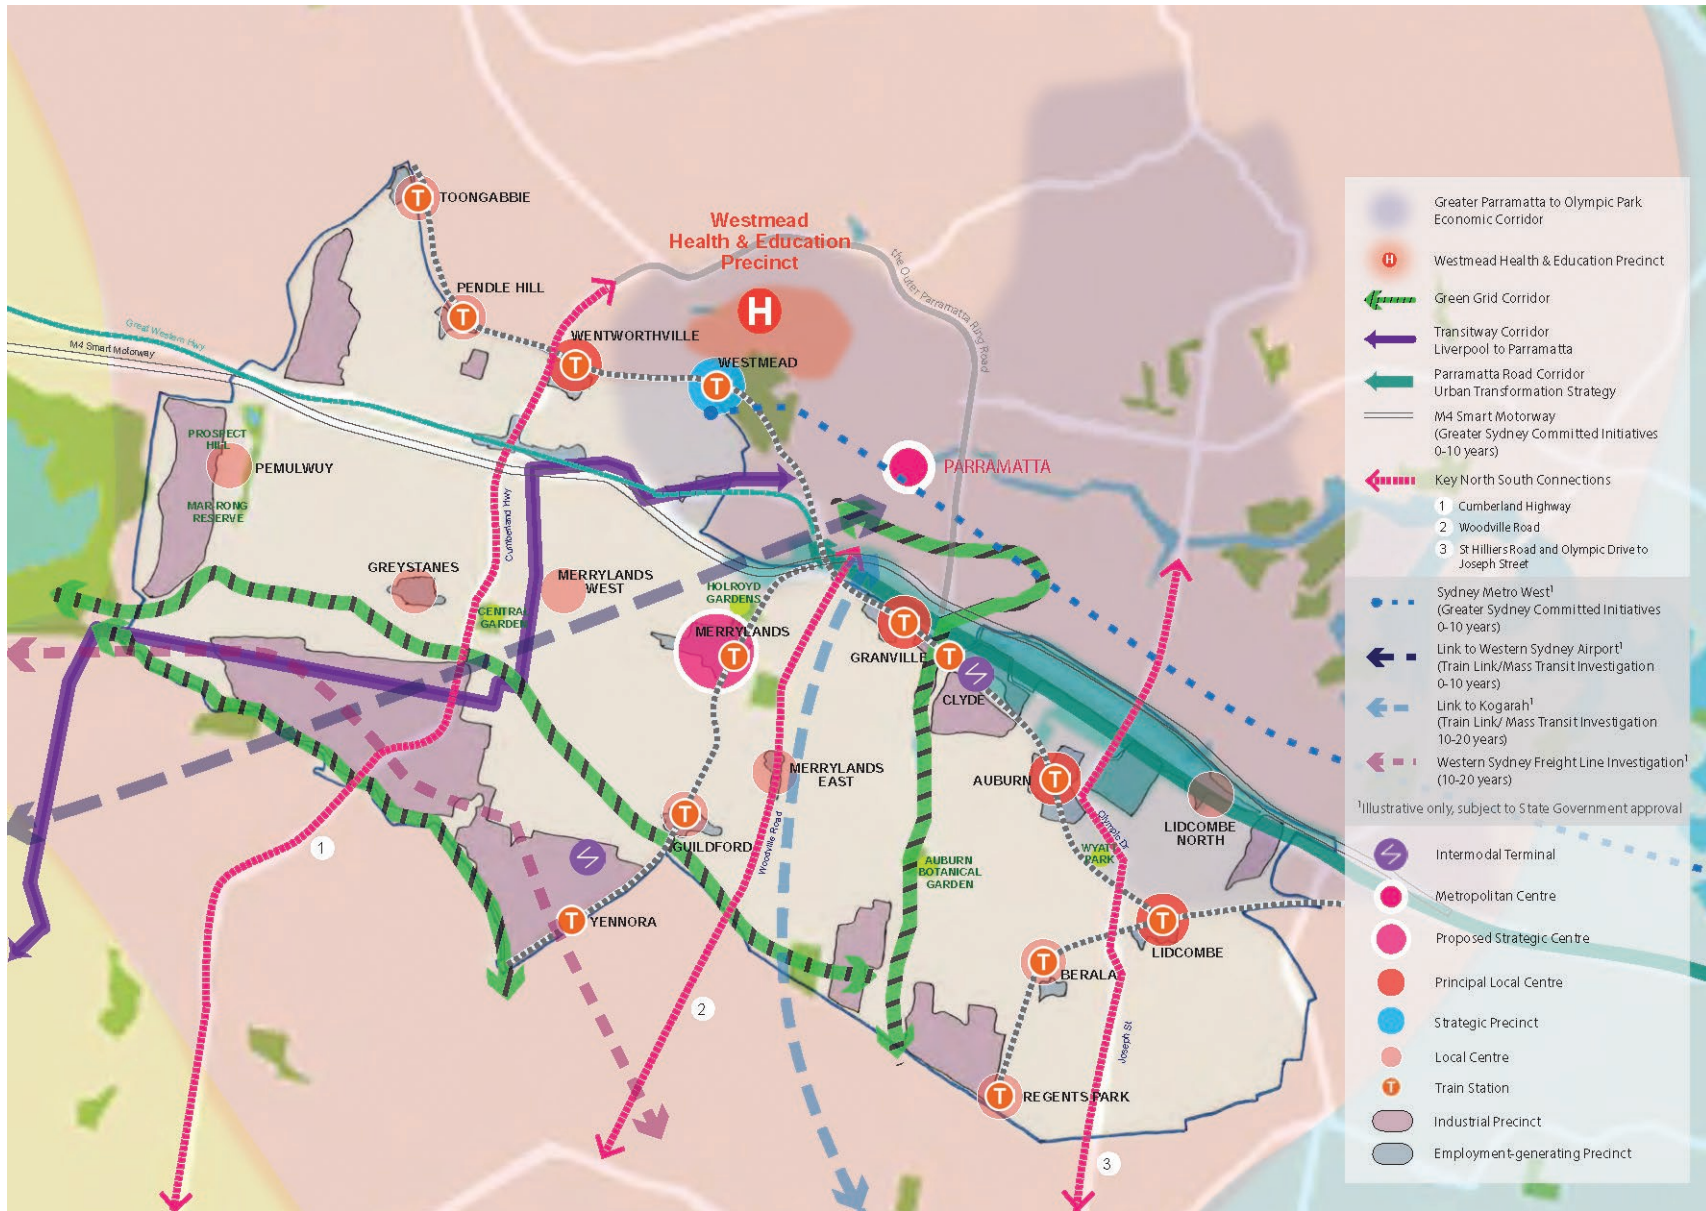 TOONGABBIE
Westmead
Health & Education
Precinct
H
PENDLE HILL
WENTWORTHVILLE
WESTMEAD
the Outer Parramatta Ring Road
Great Western Hwy
M4 Smart Motorway
PROSPECT
HILL
PEMULWUY
MARRONG
RESERVE
PARRAMATTA
Cumberland Hwy
GREYSTANES
MERRYLANDS
WEST
CENTRAL
GARDEN
HOLROYD
GARDENS
MERRYLANDS
GRANVILLE
CLYDE
MERRYLANDS
EAST
AUBURN
Olympic Dr
LIDCOMBE
NORTH
GUILDFORD
Woodville Road
WYATT
PARK
AUBURN
BOTANICAL
GARDEN
YENNORA
LIDCOMBE
BERALA
Joseph St
REGENTS PARK
1
2
3
T
T
T
T
T
T
T
T
T
T
T
T
T
Greater Parramatta to Olympic Park
Economic Corridor
H
Westmead Health & Education Precinct
Green Grid Corridor
Transitway Corridor
Liverpool to Parramatta
Parramatta Road Corridor
Urban Transformation Strategy
M4 Smart Motorway
(Greater Sydney Committed Initiatives
0-10 years)
Key North South Connections
1 Cumberland Highway
2 Woodville Road
3 St Hilliers Road and Olympic Drive to
Joseph Street
Sydney Metro West¹
(Greater Sydney Committed Initiatives
0-10 years)
Link to Western Sydney Airport¹
(Train Link/Mass Transit Investigation
0-10 years)
Link to Kogarah¹
(Train Link/ Mass Transit Investigation
10-20 years)
Western Sydney Freight Line Investigation¹
(10-20 years)
¹Illustrative only, subject to State Government approval
Intermodal Terminal
Metropolitan Centre
Proposed Strategic Centre
Principal Local Centre
Strategic Precinct
Local Centre
T Train Station
Industrial Precinct
Employment-generating Precinct